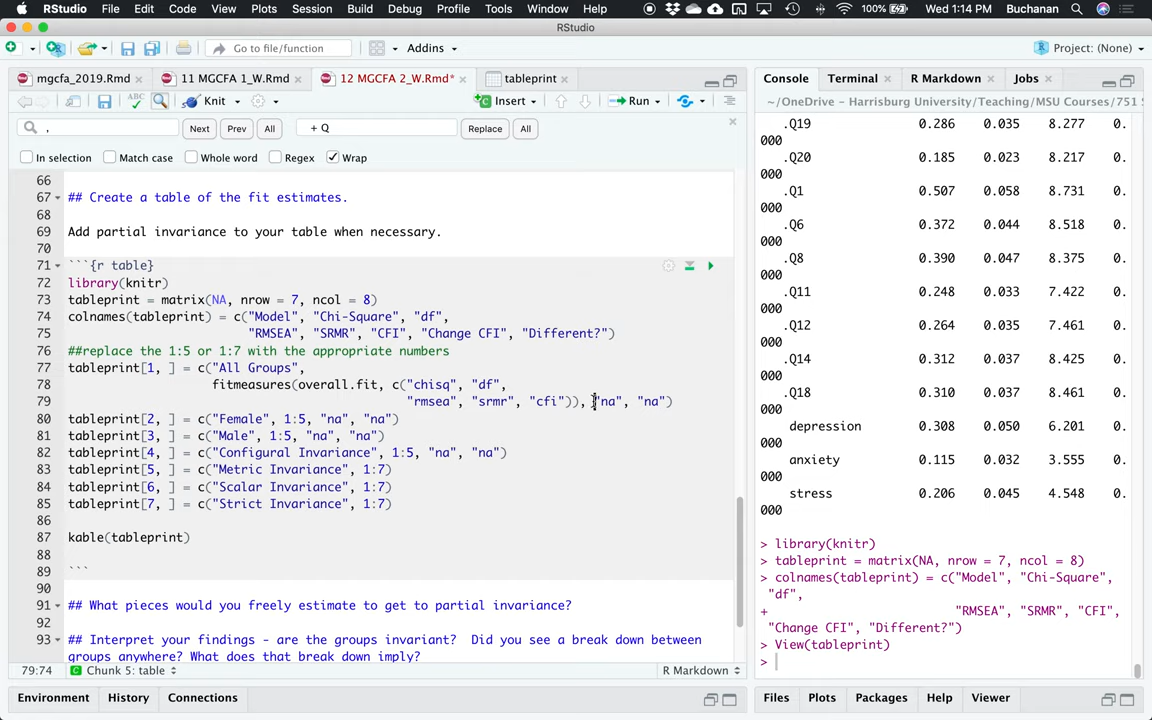 RStudio File Edit Code View Plots Session Build Debug Profile Tools Window Help 100% Wed 1:14 PM Buchanan
RStudio
Go to file/function Addins Project: (None)
mgcfa_2019.Rmd 11 MGCFA 1_W.Rmd 12 MGCFA 2_W.Rmd* tableprint
Knit Insert Run
, Next Prev All + Q Replace All
In selection Match case Whole word Regex Wrap
66
67 ## Create a table of the fit estimates.
68
69 Add partial invariance to your table when necessary.
70
71 ```{r table}
72 library(knitr)
73 tableprint = matrix(NA, nrow = 7, ncol = 8)
74 colnames(tableprint) = c("Model", "Chi-Square", "df",
75 "RMSEA", "SRMR", "CFI", "Change CFI", "Different?")
76 ##replace the 1:5 or 1:7 with the appropriate numbers
77 tableprint[1, ] = c("All Groups",
78 fitmeasures(overall.fit, c("chisq", "df",
79 "rmsea", "srmr", "cfi")), "na", "na")
80 tableprint[2, ] = c("Female", 1:5, "na", "na")
81 tableprint[3, ] = c("Male", 1:5, "na", "na")
82 tableprint[4, ] = c("Configural Invariance", 1:5, "na", "na")
83 tableprint[5, ] = c("Metric Invariance", 1:7)
84 tableprint[6, ] = c("Scalar Invariance", 1:7)
85 tableprint[7, ] = c("Strict Invariance", 1:7)
86
87 kable(tableprint)
88
89 ```
90
91 ## What pieces would you freely estimate to get to partial invariance?
92
93 ## Interpret your findings - are the groups invariant? Did you see a break down between
groups anywhere? What does that break down imply?
79:74 Chunk 5: table R Markdown
Environment History Connections
Console Terminal R Markdown Jobs
~/OneDrive - Harrisburg University/Teaching/MSU Courses/751 S
.Q19 0.286 0.035 8.277 0.
000
.Q20 0.185 0.023 8.217 0.
000
.Q1 0.507 0.058 8.731 0.
000
.Q6 0.372 0.044 8.518 0.
000
.Q8 0.390 0.047 8.375 0.
000
.Q11 0.248 0.033 7.422 0.
000
.Q12 0.264 0.035 7.461 0.
000
.Q14 0.312 0.037 8.425 0.
000
.Q18 0.310 0.037 8.461 0.
000
depression 0.308 0.050 6.201 0.
000
anxiety 0.115 0.032 3.555 0.
000
stress 0.206 0.045 4.548 0.
000
> library(knitr)
> tableprint = matrix(NA, nrow = 7, ncol = 8)
> colnames(tableprint) = c("Model", "Chi-Square",
"df",
+ "RMSEA", "SRMR", "CFI",
"Change CFI", "Different?")
> View(tableprint)
>
Files Plots Packages Help Viewer